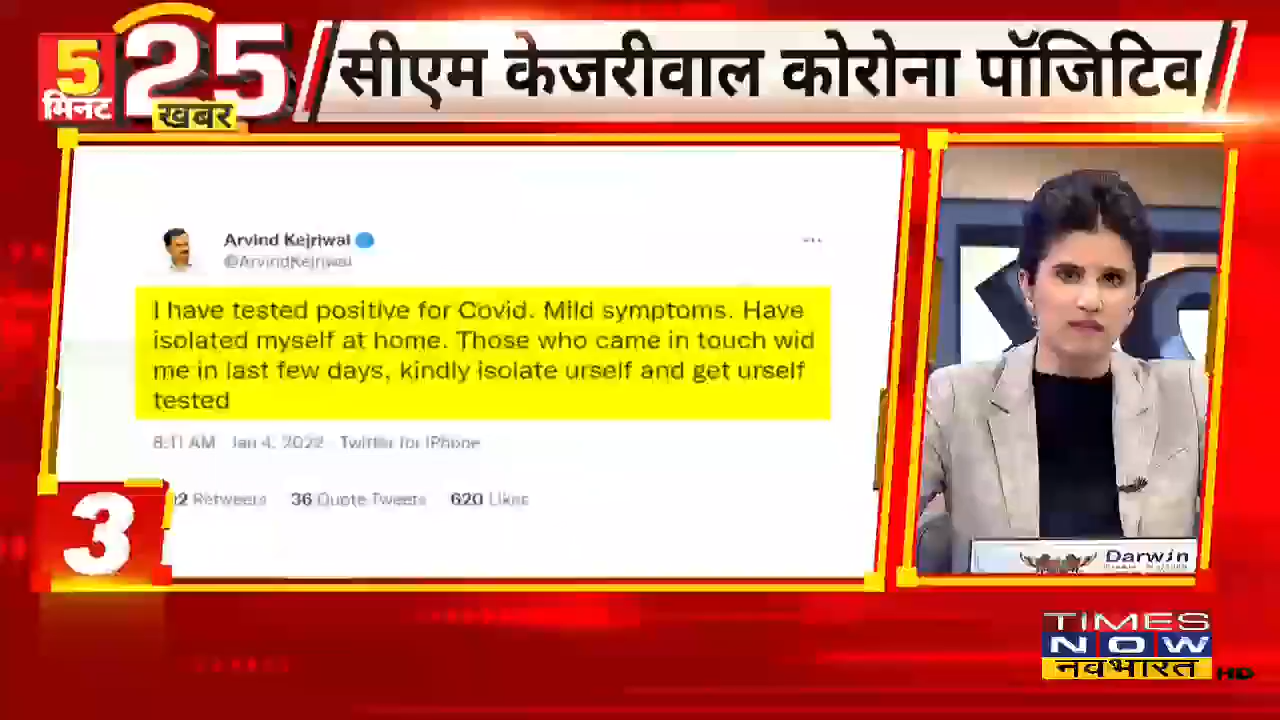 5 मिनट 25 खबर
सीएम केजरीवाल कोरोना पॉजिटिव
Arvind Kejriwal
@ArvindKejriwal
I have tested positive for Covid. Mild symptoms. Have
isolated myself at home. Those who came in touch wid
me in last few days, kindly isolate urself and get urself
tested
8:11 AM Jan 4, 2022 Twitter for iPhone
2 Retweets 36 Quote Tweets 620 Likes
3
Darwin
TIMES
NOW
नवभारत HD